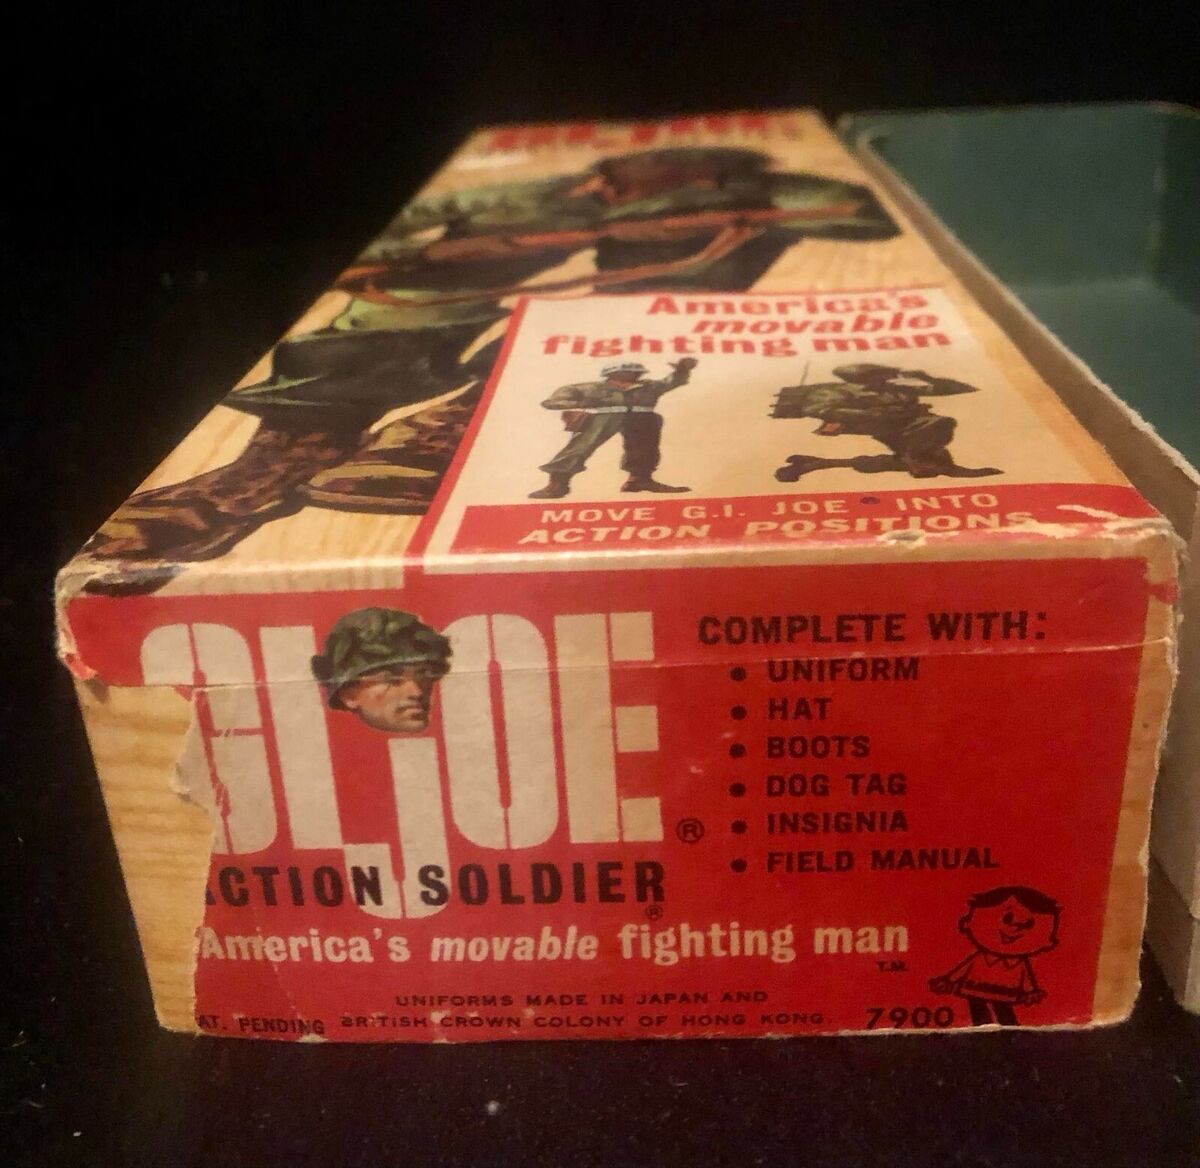 America's
movable
fighting man
MOVE G.I. JOE ® INTO
ACTION POSITIONS
GI JOE ®
COMPLETE WITH:
• UNIFORM
• HAT
• BOOTS
• DOG TAG
• INSIGNIA
• FIELD MANUAL
CTION SOLDIER ®
America's movable fighting man T.M.
UNIFORMS MADE IN JAPAN AND
AT. PENDING BRITISH CROWN COLONY OF HONG KONG. 7900